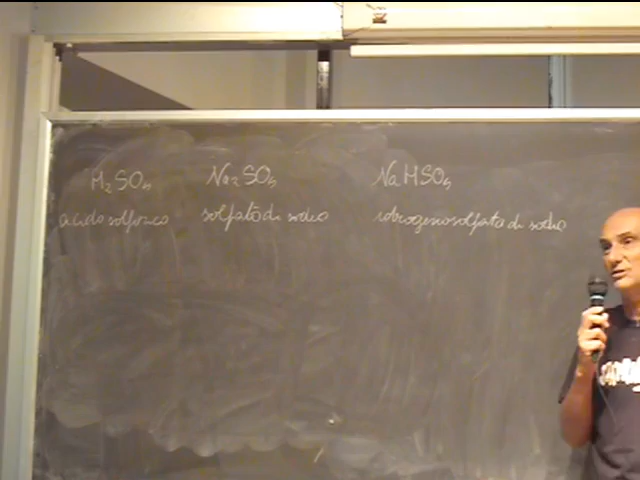 H₂SO₄ Na₂SO₄ NaHSO₄
acido solforico solfato di sodio idrogenosolfato di sodio